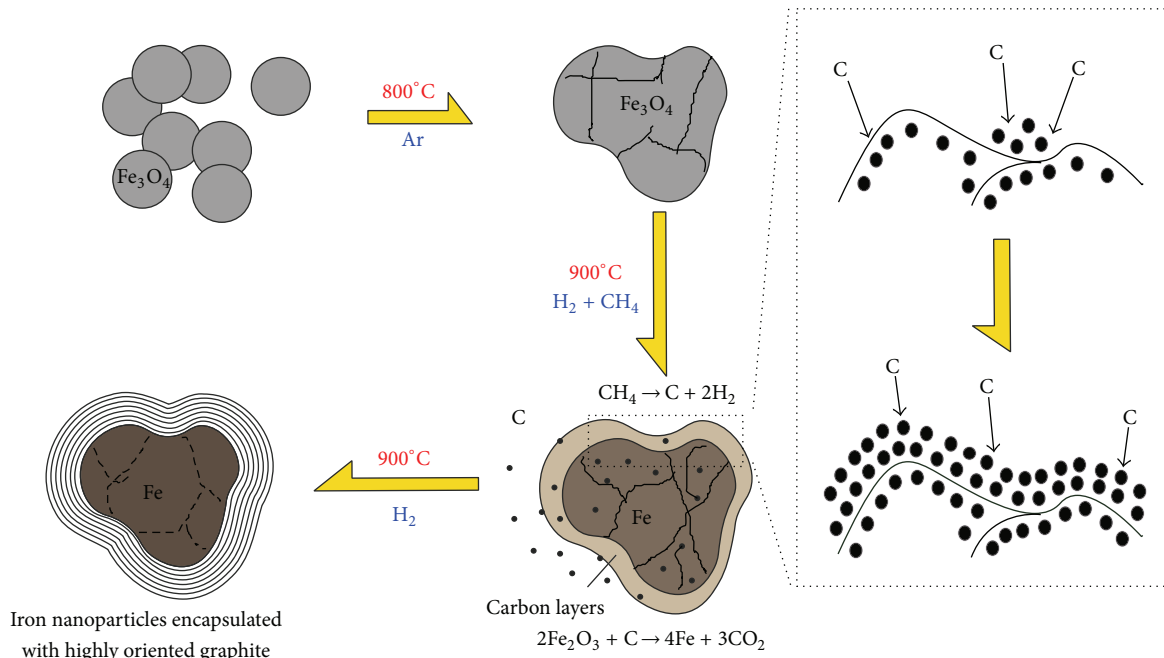 Fe₃O₄
800°C
Ar
Fe₃O₄
900°C
H₂ + CH₄
CH₄ → C + 2H₂
C
Fe
Carbon layers
2Fe₂O₃ + C → 4Fe + 3CO₂
900°C
H₂
Fe
Iron nanoparticles encapsulated
with highly oriented graphite
C
C
C
C
C
C